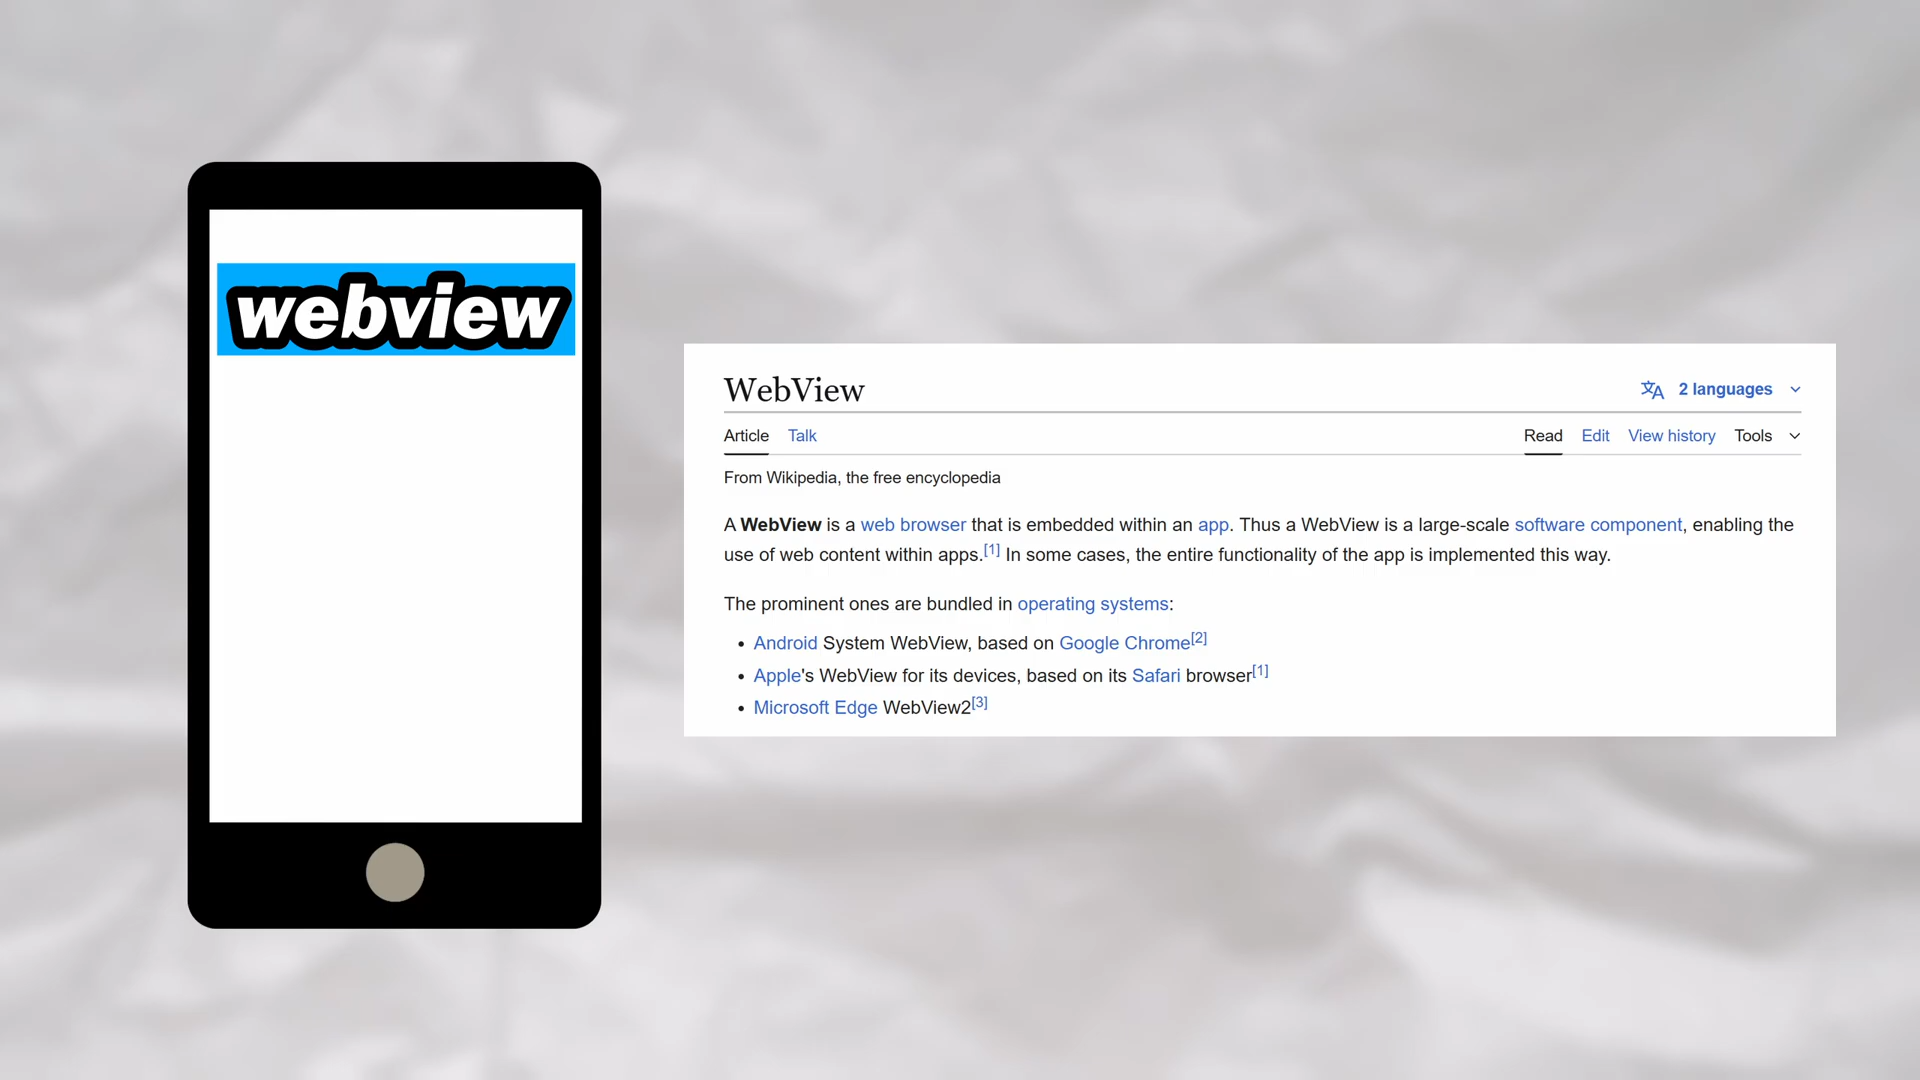 webview
WebView
2 languages
Article Talk
Read Edit View history Tools
From Wikipedia, the free encyclopedia
A WebView is a web browser that is embedded within an app. Thus a WebView is a large-scale software component, enabling the
use of web content within apps.[1] In some cases, the entire functionality of the app is implemented this way.
The prominent ones are bundled in operating systems:
• Android System WebView, based on Google Chrome[2]
• Apple's WebView for its devices, based on its Safari browser[1]
• Microsoft Edge WebView2[3]